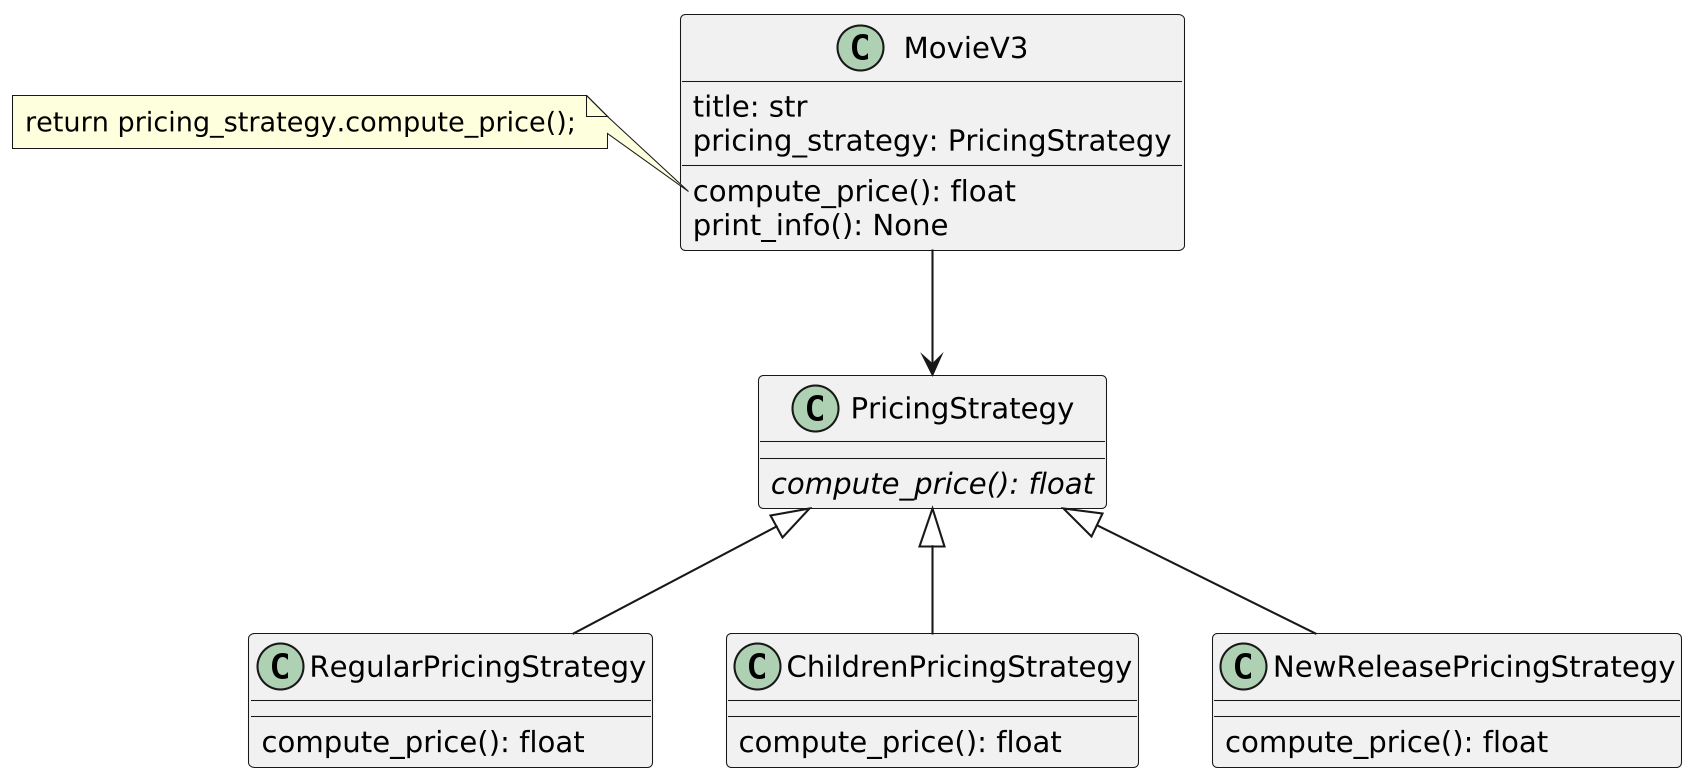 C MovieV3
title: str
pricing_strategy: PricingStrategy
return pricing_strategy.compute_price();
compute_price(): float
print_info(): None
C PricingStrategy
compute_price(): float
C RegularPricingStrategy
compute_price(): float
C ChildrenPricingStrategy
compute_price(): float
C NewReleasePricingStrategy
compute_price(): float